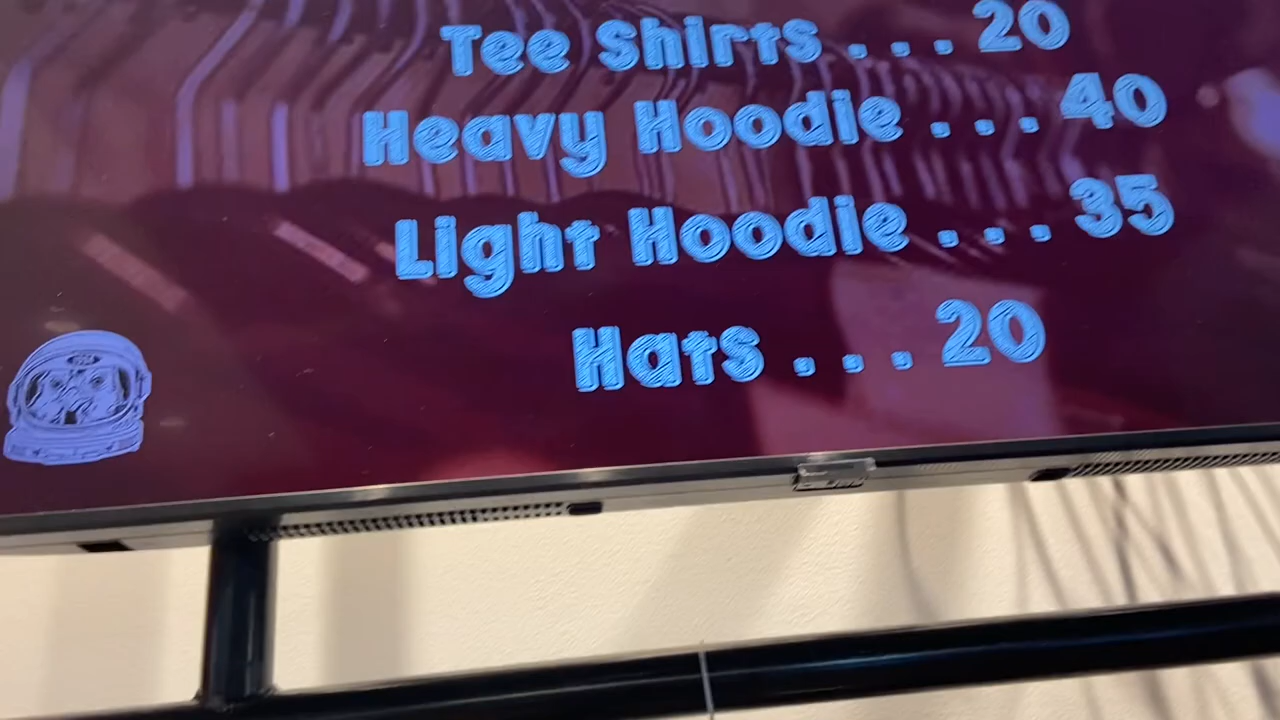 Tee Shirts . . . 20
Heavy Hoodie . . . 40
Light Hoodie . . . 35
Hats . . . 20